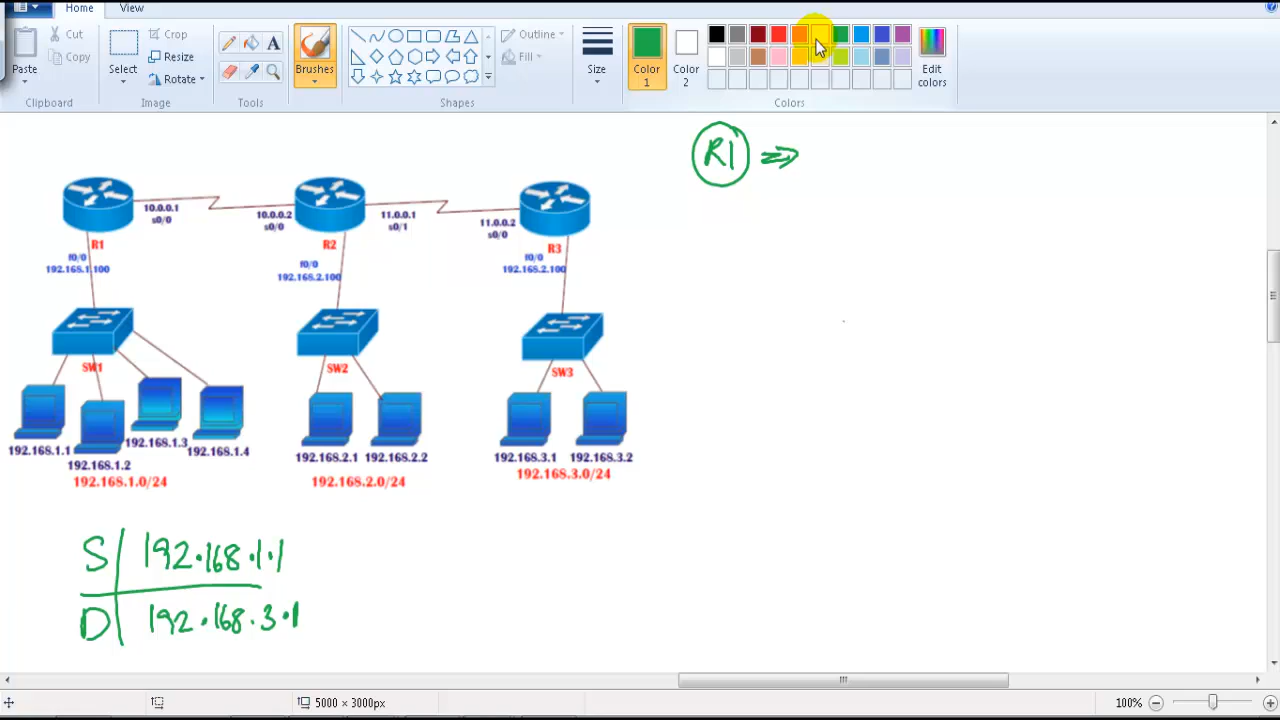 Home View
Cut
Copy
Paste
Clipboard
Crop
Resize
Rotate
Select
Image
A
Tools
Brushes
Outline
Fill
Shapes
Size
Color 1
Color 2
Edit colors
Colors
R1
10.0.0.1
s0/0
10.0.0.2
s0/0
11.0.0.1
s0/1
11.0.0.2
s0/0
R1
R2
R3
f0/0
192.168.1.100
f0/0
192.168.2.100
f0/0
192.168.2.100
SW1
SW2
SW3
192.168.1.1
192.168.1.2
192.168.1.3
192.168.1.4
192.168.2.1
192.168.2.2
192.168.3.1
192.168.3.2
192.168.1.0/24
192.168.2.0/24
192.168.3.0/24
S 192.168.1.1
D 192.168.3.1
5000 × 3000px
100%